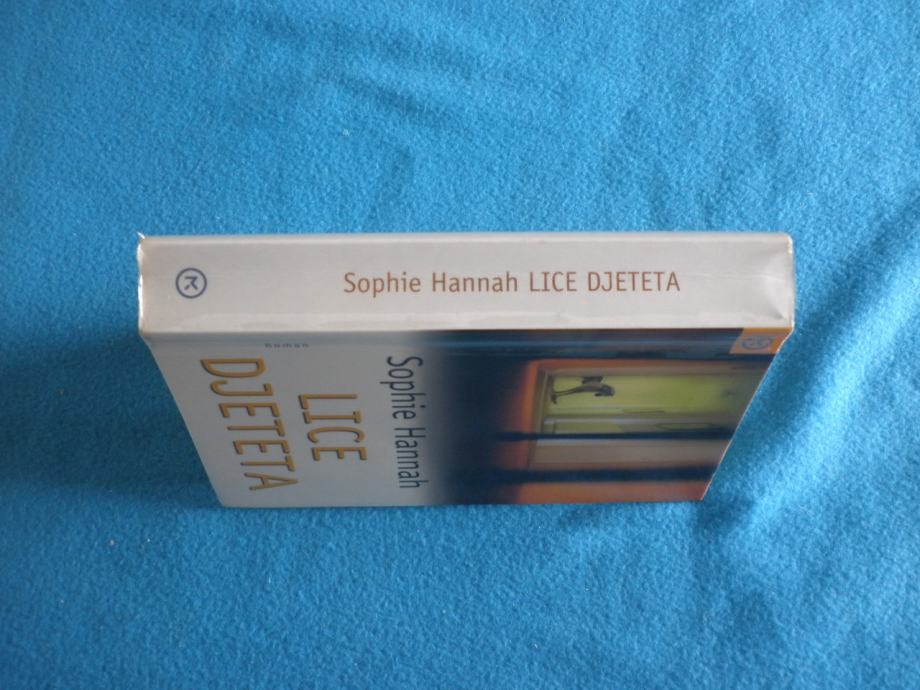 Sophie Hannah LICE DJETETA
Sophie Hannah
LICE
DJETETA
roman